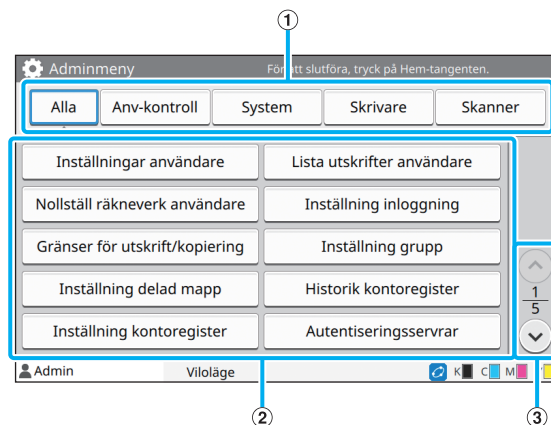 1
Adminmeny För att slutföra, tryck på Hem-tangenten.
Alla Anv-kontroll System Skrivare Skanner
Inställningar användare Lista utskrifter användare
Nollställ räkneverk användare Inställning inloggning
Gränser för utskrift/kopiering Inställning grupp
Inställning delad mapp Historik kontoregister
1
5
Inställning kontoregister Autentiseringsservrar
Admin Viloläge K C M Y
2 3